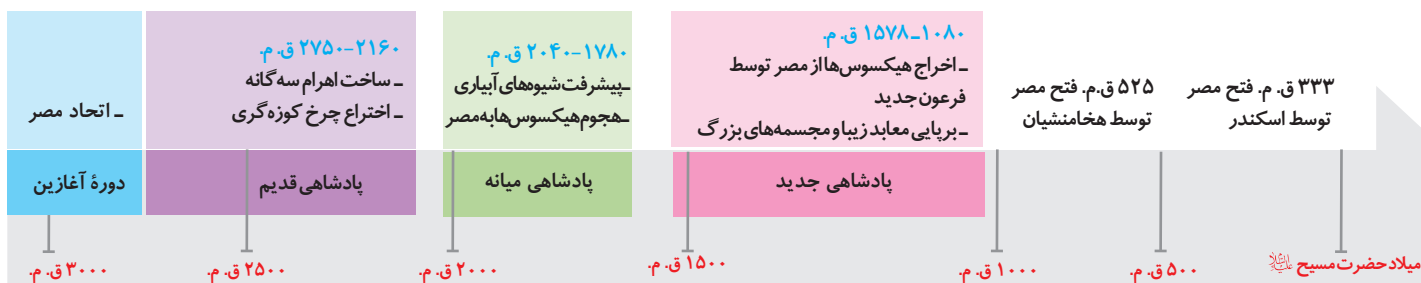 ـ اتحاد مصر
دورهٔ آغازین
۲۷۵۰-۲۱۶۰ ق. م.
ـ ساخت اهرام سه‌گانه
ـ اختراع چرخ کوزه‌گری
پادشاهی قدیم
۲۰۴۰-۱۷۸۰ ق. م.
ـ پیشرفت شیوه‌های آبیاری
ـ هجوم هیکسوس‌ها به مصر
پادشاهی میانه
۱۵۷۸ـ۱۰۸۰ ق. م.
ـ اخراج هیکسوس‌ها از مصر توسط
فرعون جدید
ـ برپایی معابد زیبا و مجسمه‌های بزرگ
پادشاهی جدید
۵۲۵ ق.م. فتح مصر
توسط هخامنشیان
۳۳۳ ق. م. فتح مصر
توسط اسکندر
۳۰۰۰ ق. م.
۲۵۰۰ ق. م.
۲۰۰۰ ق. م.
۱۵۰۰ ق. م.
۱۰۰۰ ق. م.
۵۰۰ ق. م.
میلاد حضرت مسیح علیه‌السلام